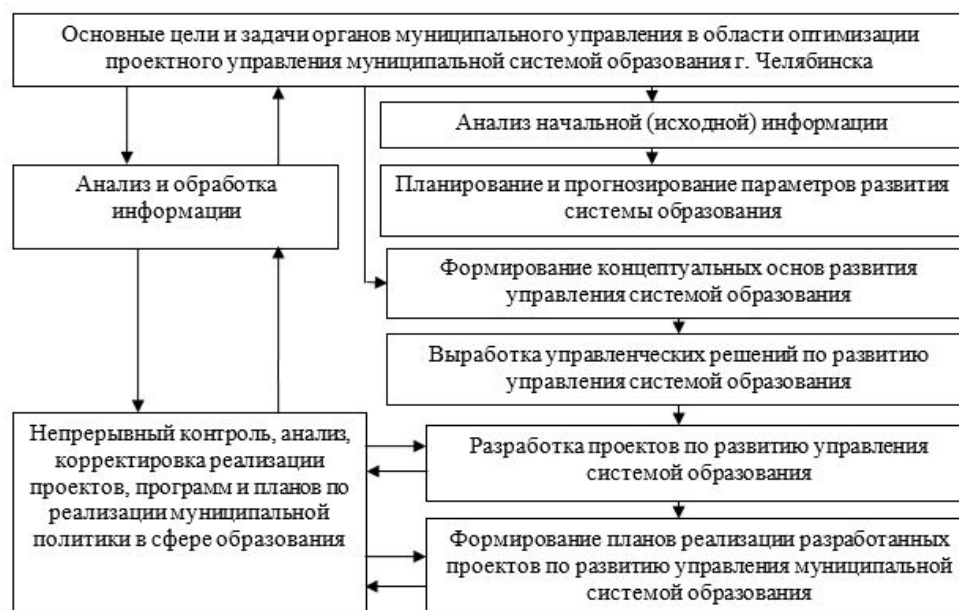 Основные цели и задачи органов муниципального управления в области оптимизации
проектного управления муниципальной системой образования г. Челябинска
Анализ начальной (исходной) информации
Анализ и обработка
информации
Планирование и прогнозирование параметров развития
системы образования
Формирование концептуальных основ развития
управления системой образования
Выработка управленческих решений по развитию
управления системой образования
Непрерывный контроль, анализ,
корректировка реализации
проектов, программ и планов по
реализации муниципальной
политики в сфере образования
Разработка проектов по развитию управления
системой образования
Формирование планов реализации разработанных
проектов по развитию управления муниципальной
системой образования